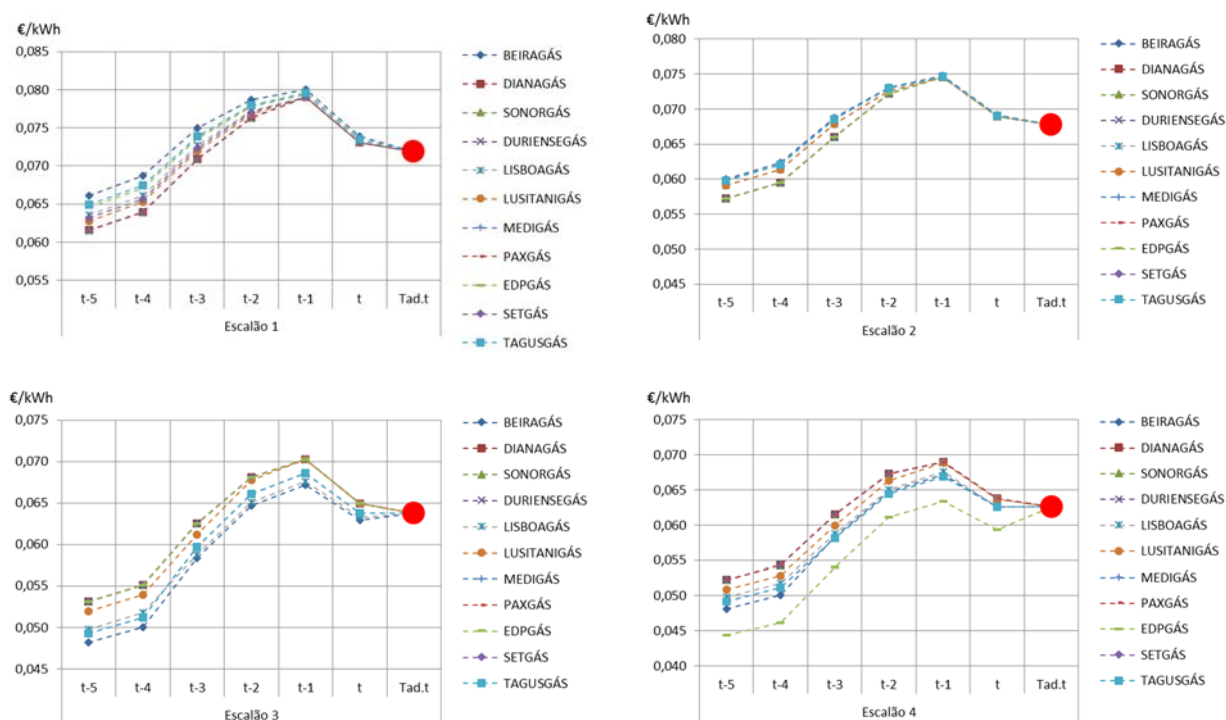 €/kWh
0,085
0,080
0,075
0,070
0,065
0,060
0,055
t-5 t-4 t-3 t-2 t-1 t Tad.t
Escalão 1
BEIRAGÁS
DIANAGÁS
SONORGÁS
DURIENSEGÁS
LISBOAGÁS
LUSITANIGÁS
MEDIGÁS
PAXGÁS
EDPGÁS
SETGÁS
TAGUSGÁS
€/kWh
0,080
0,075
0,070
0,065
0,060
0,055
0,050
0,045
t-5 t-4 t-3 t-2 t-1 t Tad.t
Escalão 2
BEIRAGÁS
DIANAGÁS
SONORGÁS
DURIENSEGÁS
LISBOAGÁS
LUSITANIGÁS
MEDIGÁS
PAXGÁS
EDPGÁS
SETGÁS
TAGUSGÁS
€/kWh
0,075
0,070
0,065
0,060
0,055
0,050
0,045
t-5 t-4 t-3 t-2 t-1 t Tad.t
Escalão 3
BEIRAGÁS
DIANAGÁS
SONORGÁS
DURIENSEGÁS
LISBOAGÁS
LUSITANIGÁS
MEDIGÁS
PAXGÁS
EDPGÁS
SETGÁS
TAGUSGÁS
€/kWh
0,075
0,070
0,065
0,060
0,055
0,050
0,045
0,040
t-5 t-4 t-3 t-2 t-1 t Tad.t
Escalão 4
BEIRAGÁS
DIANAGÁS
SONORGÁS
DURIENSEGÁS
LISBOAGÁS
LUSITANIGÁS
MEDIGÁS
PAXGÁS
EDPGÁS
SETGÁS
TAGUSGÁS